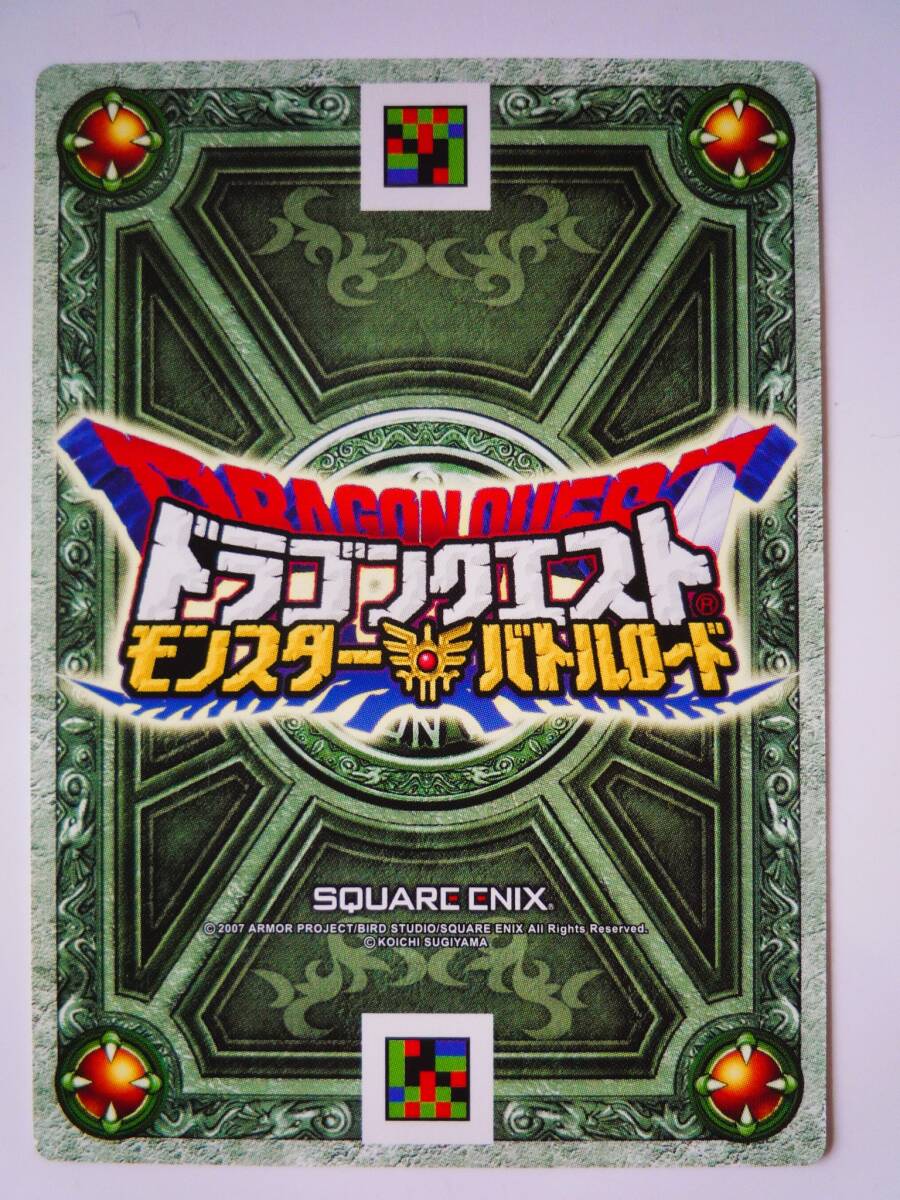 DRAGON QUEST
ドラゴンクエスト®
モンスターバトルロード
SQUARE ENIX®
© 2007 ARMOR PROJECT/BIRD STUDIO/SQUARE ENIX All Rights Reserved.
© KOICHI SUGIYAMA